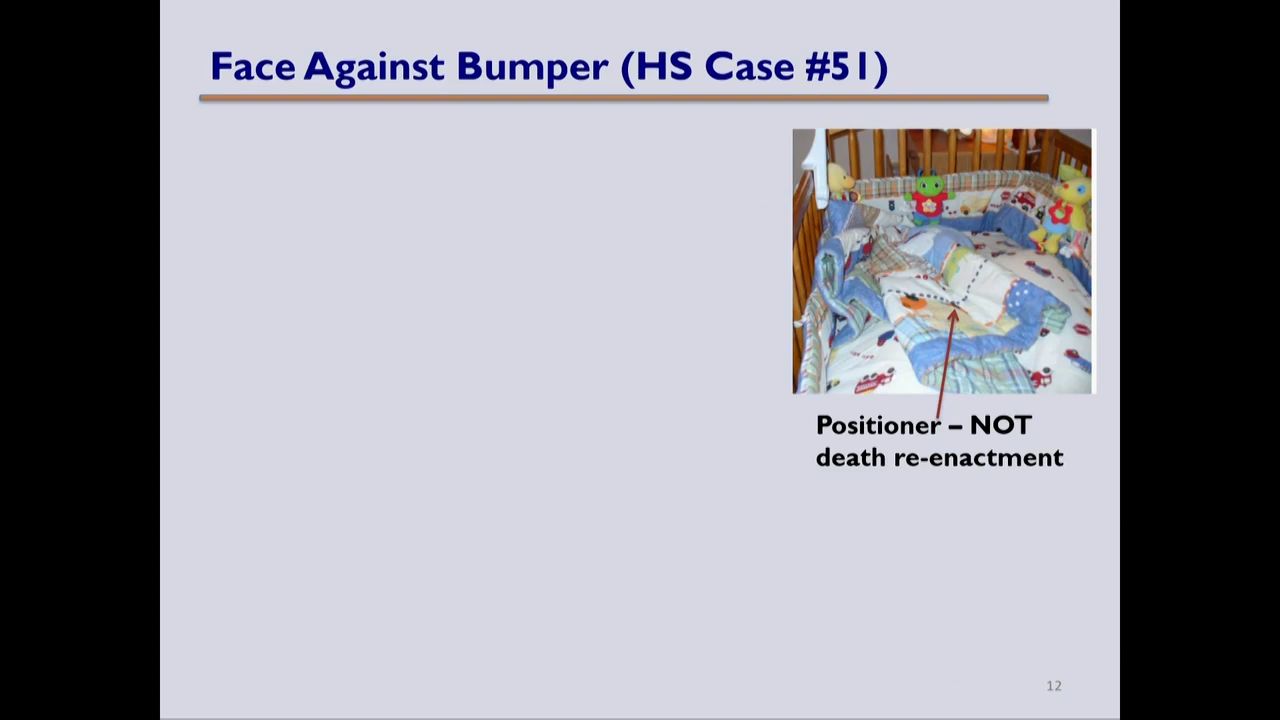 Face Against Bumper (HS Case #51)
Positioner – NOT
death re-enactment
12